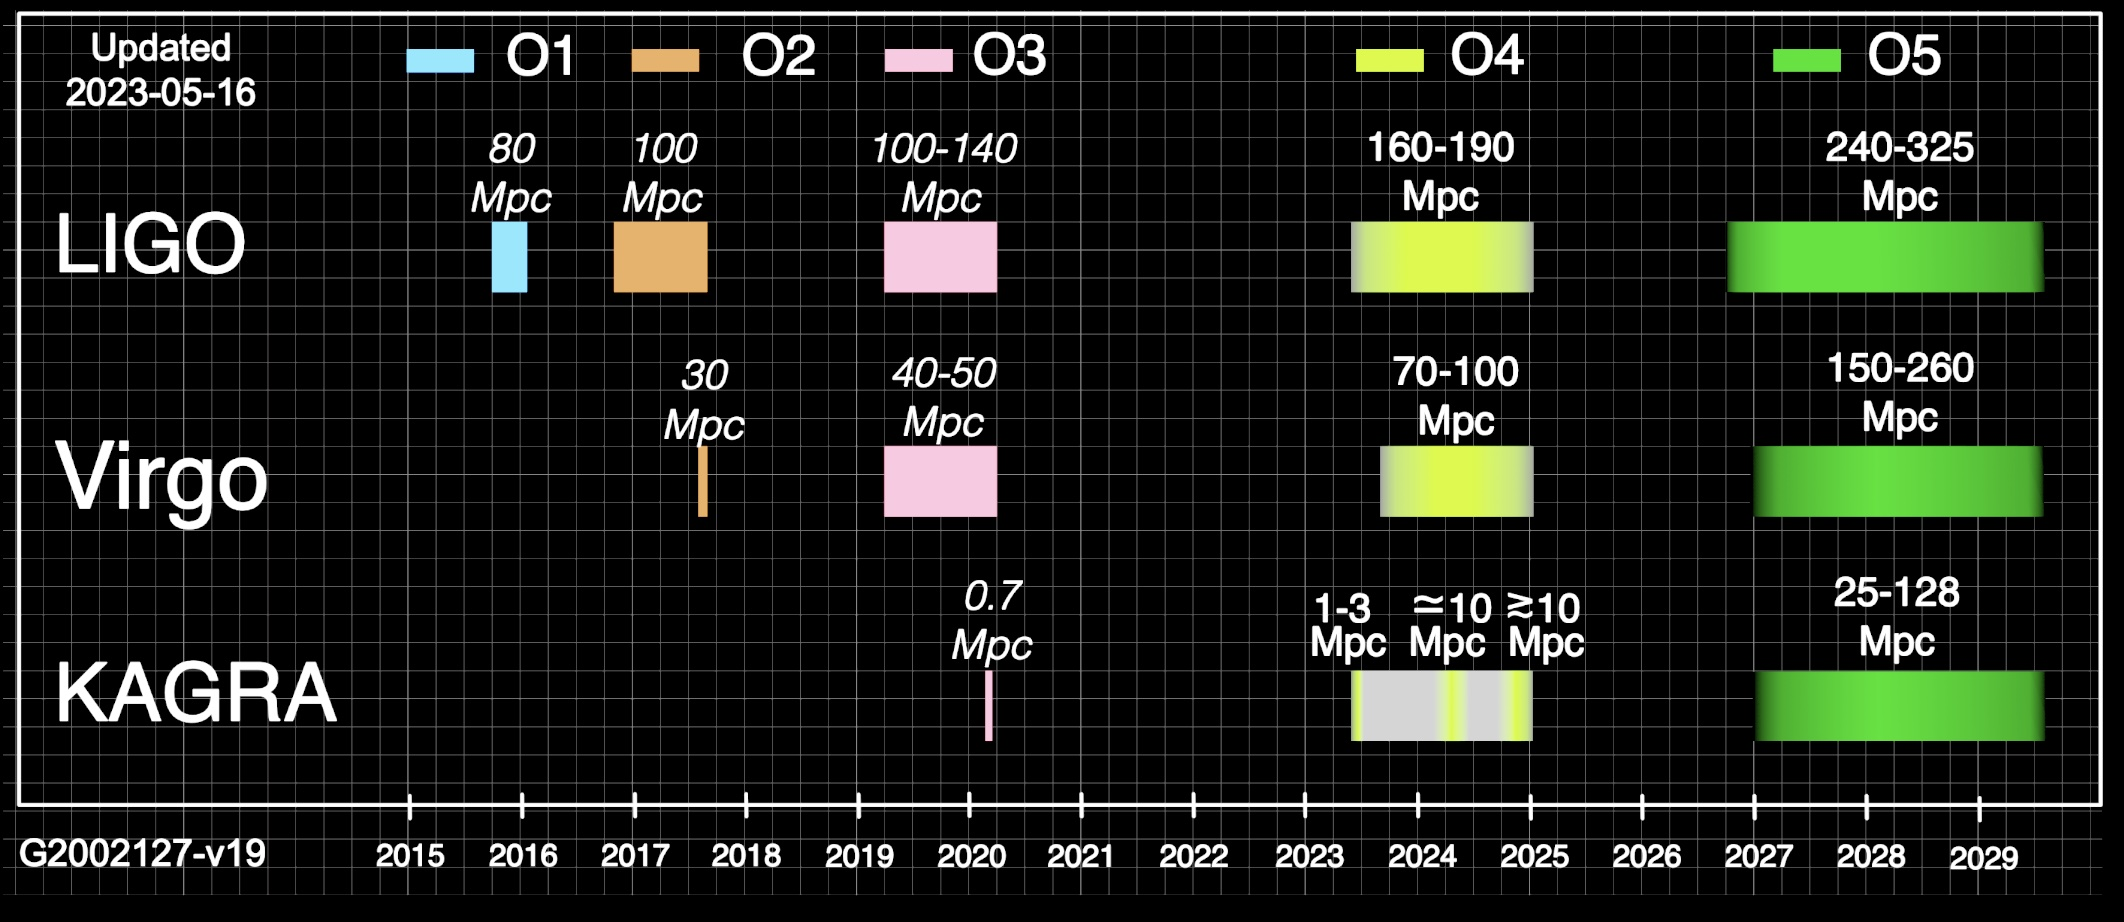 Updated
2023-05-16
O1 O2 O3 O4 O5
LIGO
80
Mpc
100
Mpc
100-140
Mpc
160-190
Mpc
240-325
Mpc
Virgo
30
Mpc
40-50
Mpc
70-100
Mpc
150-260
Mpc
KAGRA
0.7
Mpc
1-3
Mpc
≃10
Mpc
≳10
Mpc
25-128
Mpc
G2002127-v19
2015 2016 2017 2018 2019 2020 2021 2022 2023 2024 2025 2026 2027 2028 2029